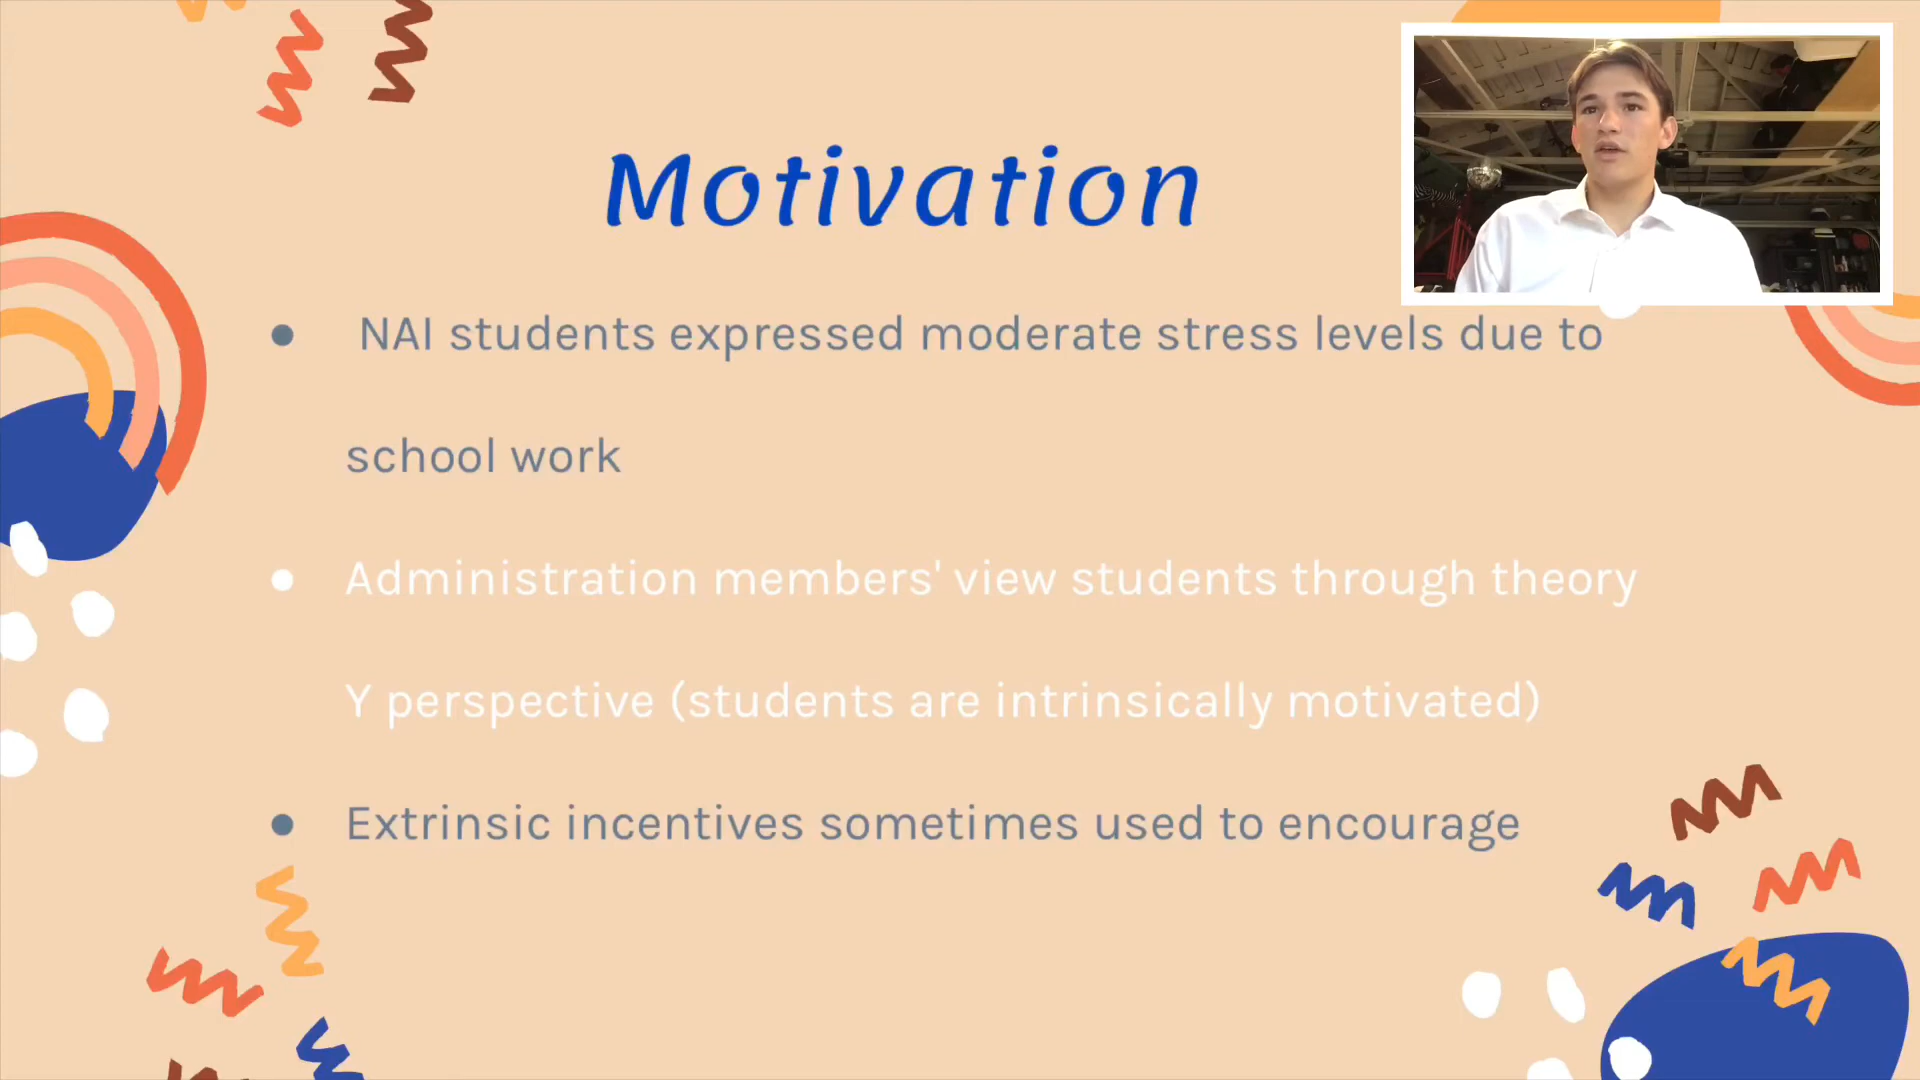 Motivation
● NAI students expressed moderate stress levels due to
school work
● Administration members' view students through theory
Y perspective (students are intrinsically motivated)
● Extrinsic incentives sometimes used to encourage